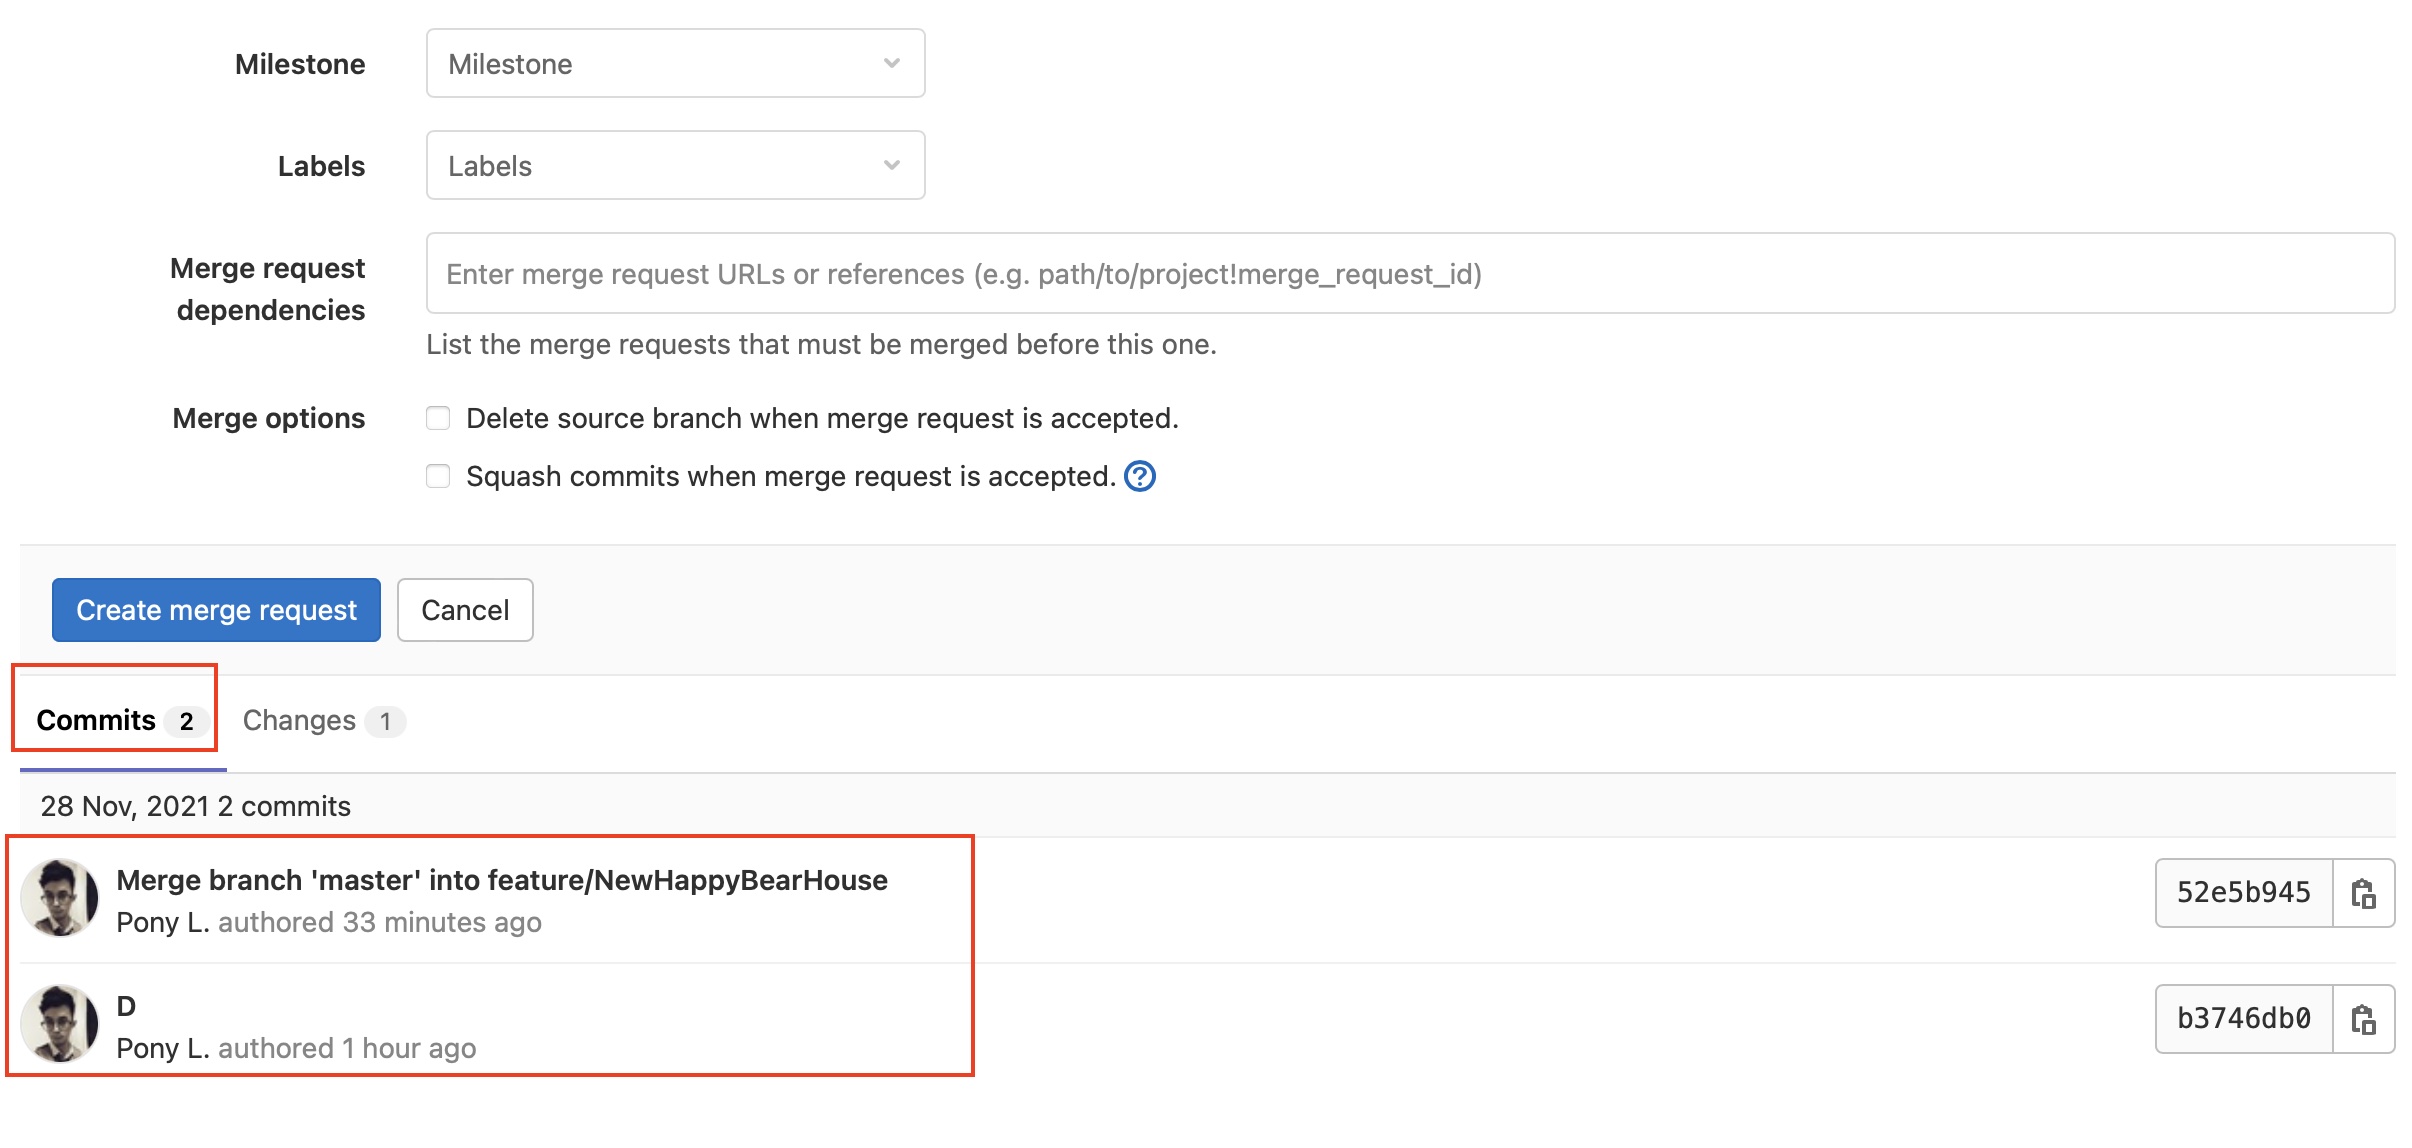 Milestone
Milestone
Labels
Labels
Merge request
dependencies
Enter merge request URLs or references (e.g. path/to/project!merge_request_id)
List the merge requests that must be merged before this one.
Merge options
Delete source branch when merge request is accepted.
Squash commits when merge request is accepted. ?
Create merge request
Cancel
Commits 2
Changes 1
28 Nov, 2021 2 commits
Merge branch 'master' into feature/NewHappyBearHouse
Pony L. authored 33 minutes ago
52e5b945
D
Pony L. authored 1 hour ago
b3746db0